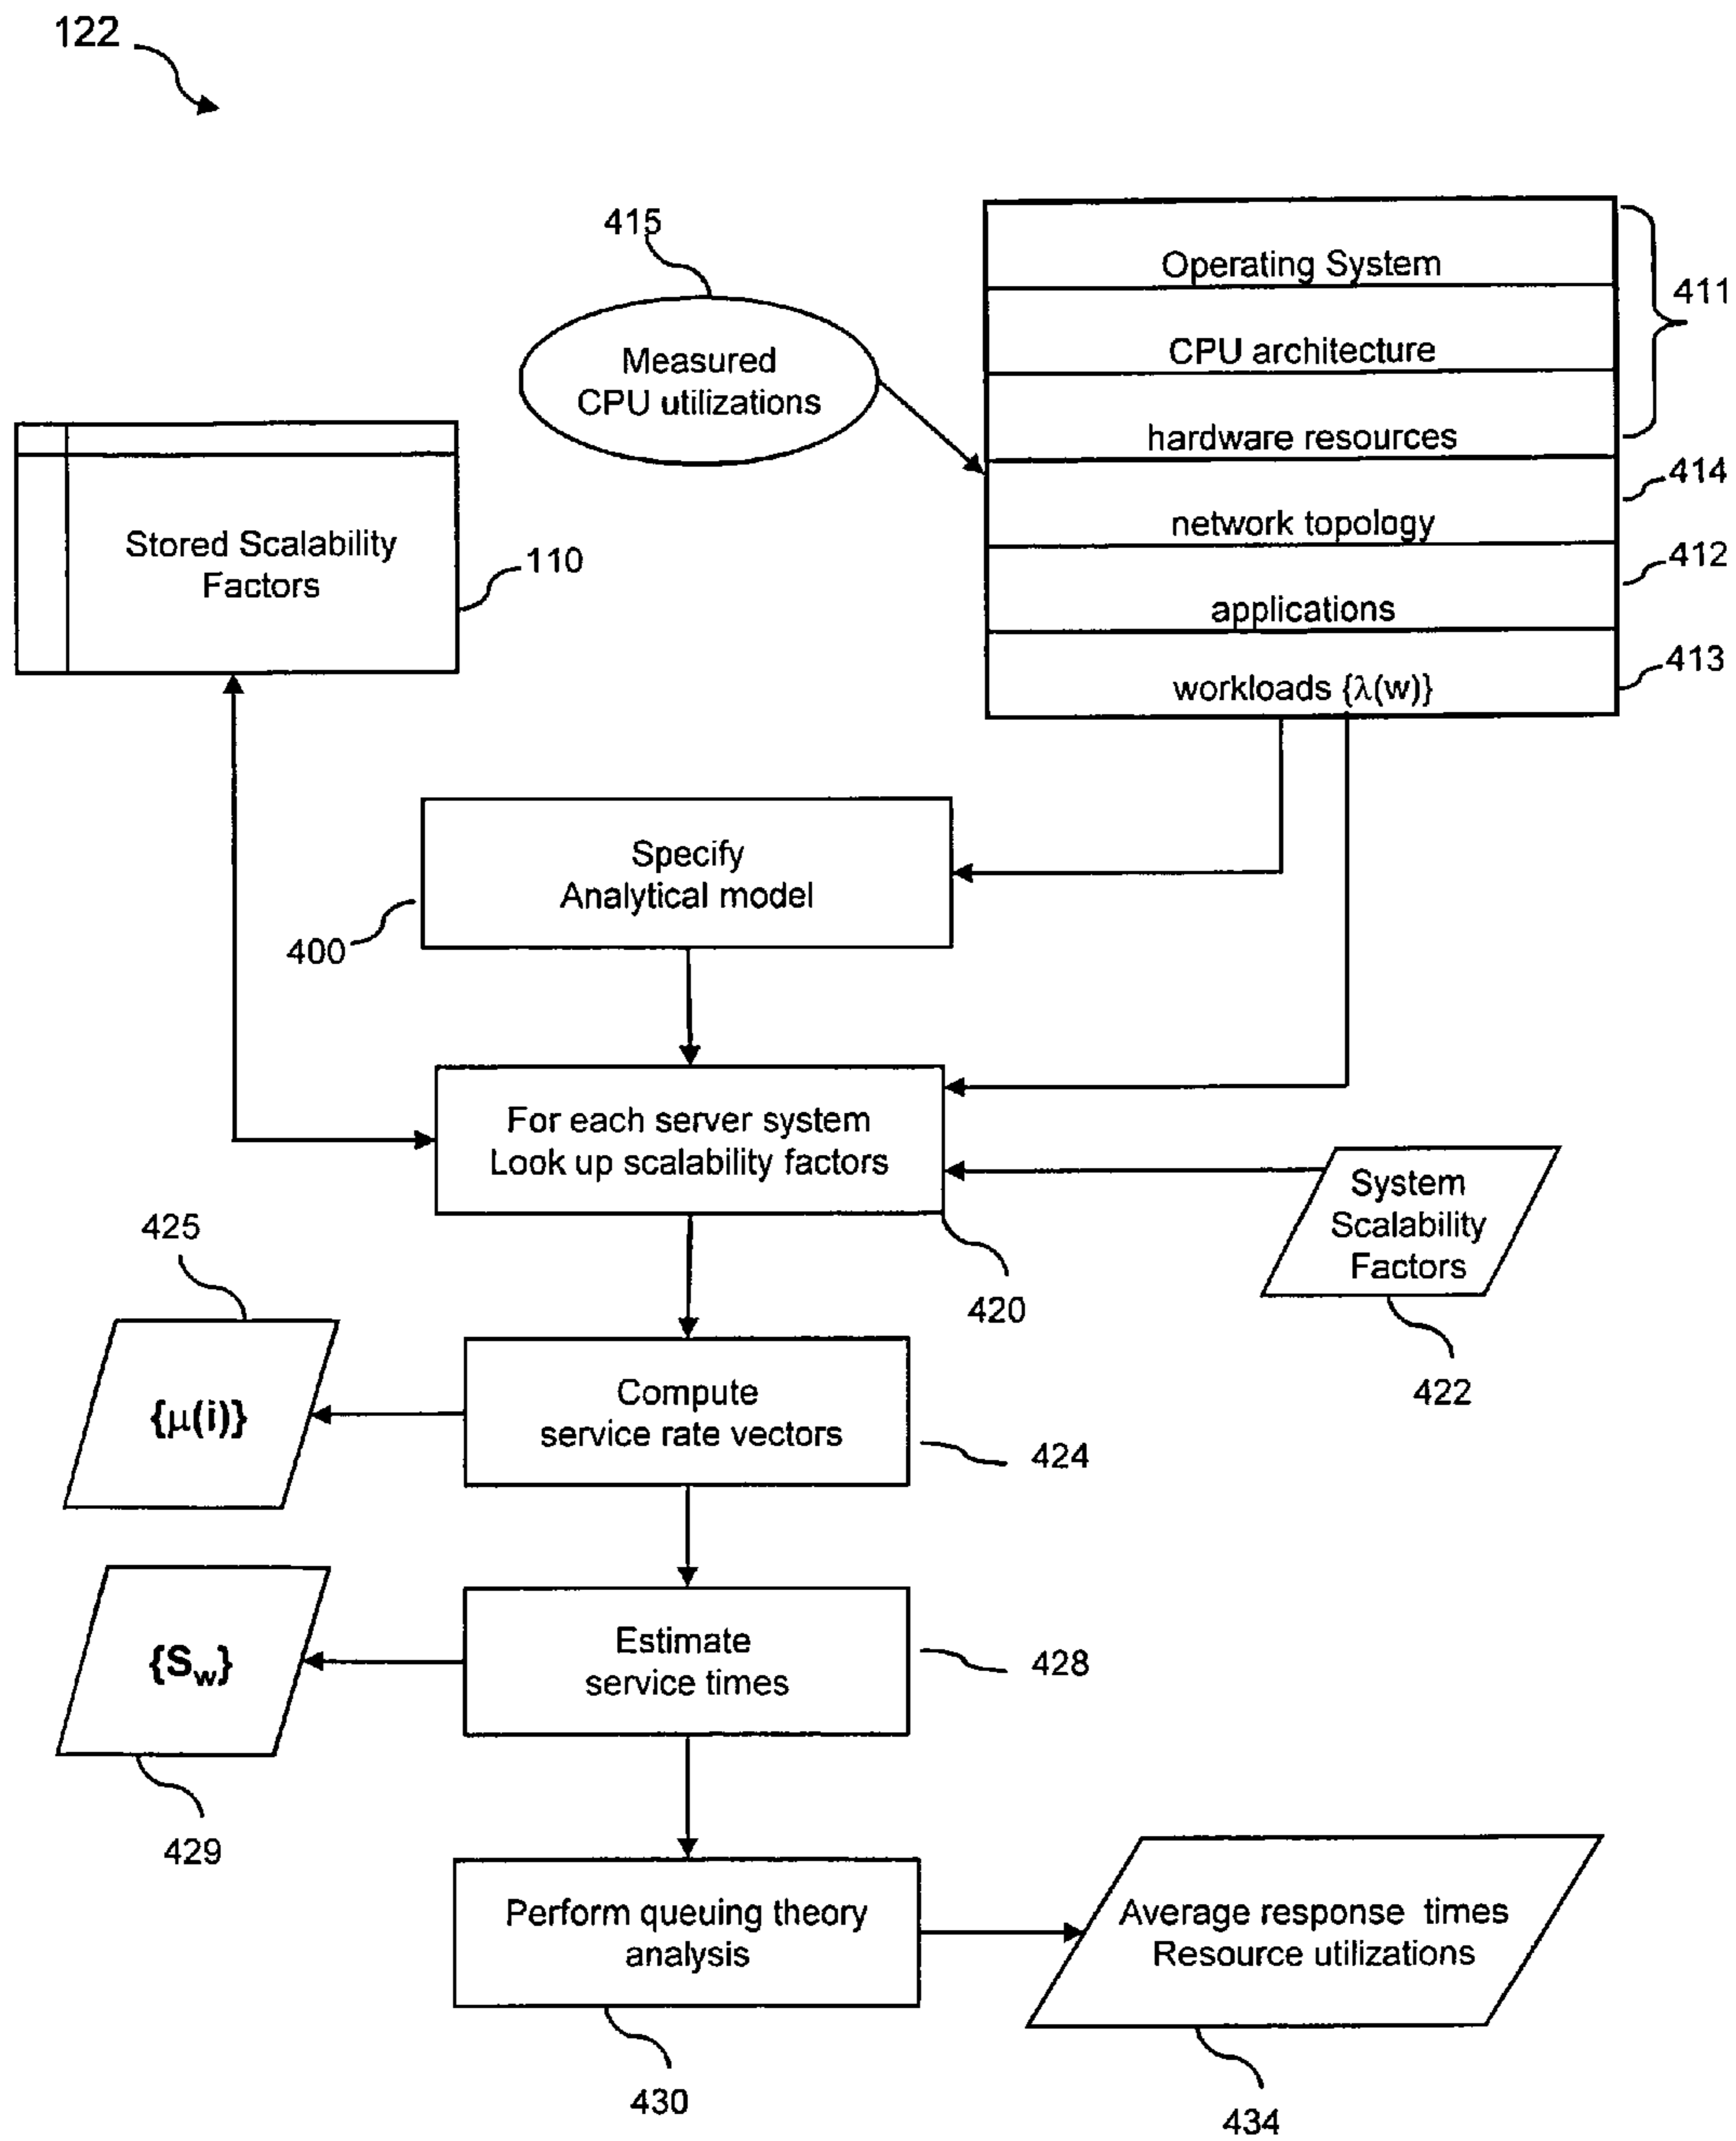 122
415
Operating System
411
CPU architecture
Measured
CPU utilizations
hardware resources
414
network topology
Stored Scalability
Factors
110
412
applications
413
workloads {λ(w)}
Specify
Analytical model
400
For each server system
Look up scalability factors
System
Scalability
Factors
425
420
422
{μ(i)}
Compute
service rate vectors
424
{Sw}
Estimate
service times
428
429
Perform queuing theory
analysis
Average response times
Resource utilizations
430
434